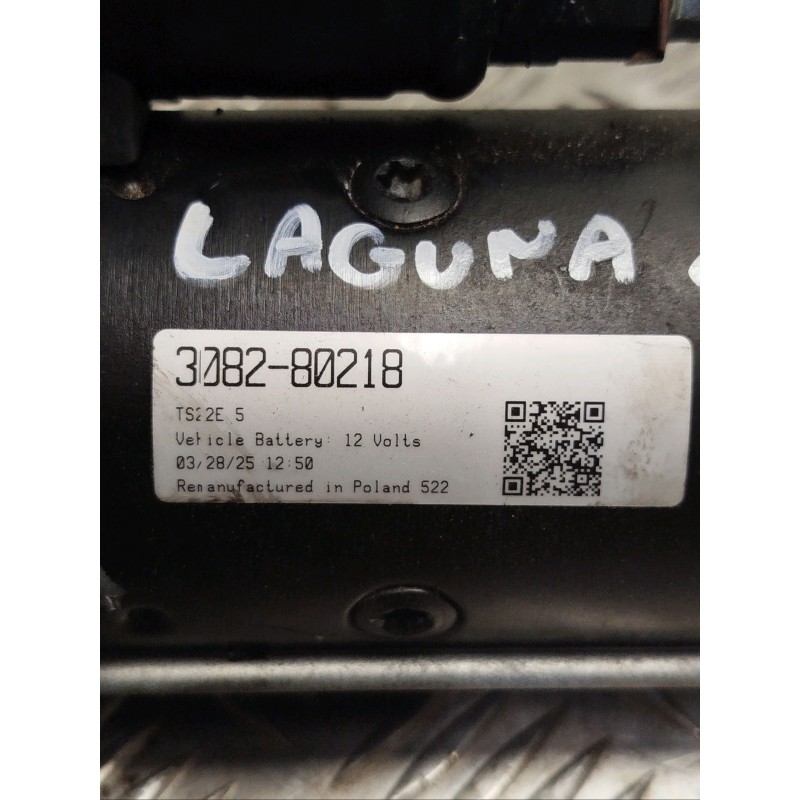 LAGUNA
3082-80218
TS22E 5
Vehicle Battery: 12 Volts
03/28/25 12:50
Remanufactured in Poland 522